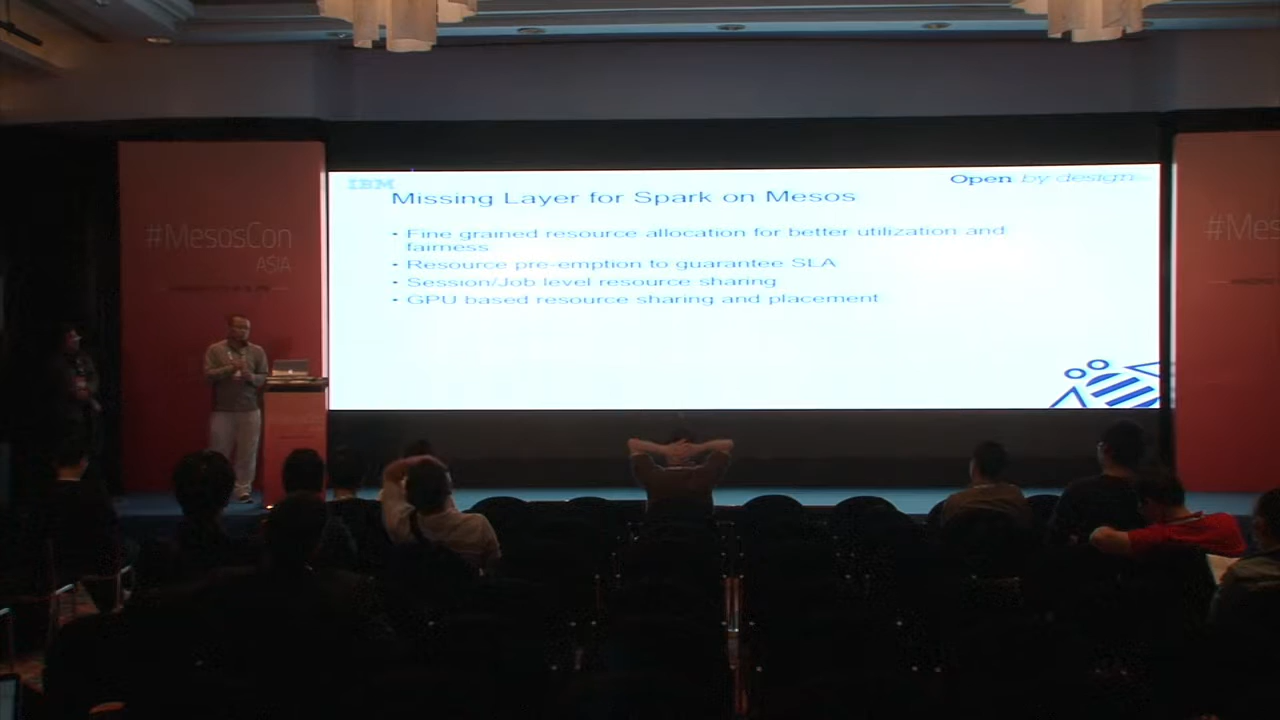 IBM
Open by design
Missing Layer for Spark on Mesos
• Fine grained resource allocation for better utilization and
fairness
• Resource pre-emption to guarantee SLA
• Session/Job level resource sharing
• GPU based resource sharing and placement
#MesosCon
ASIA
#Mes